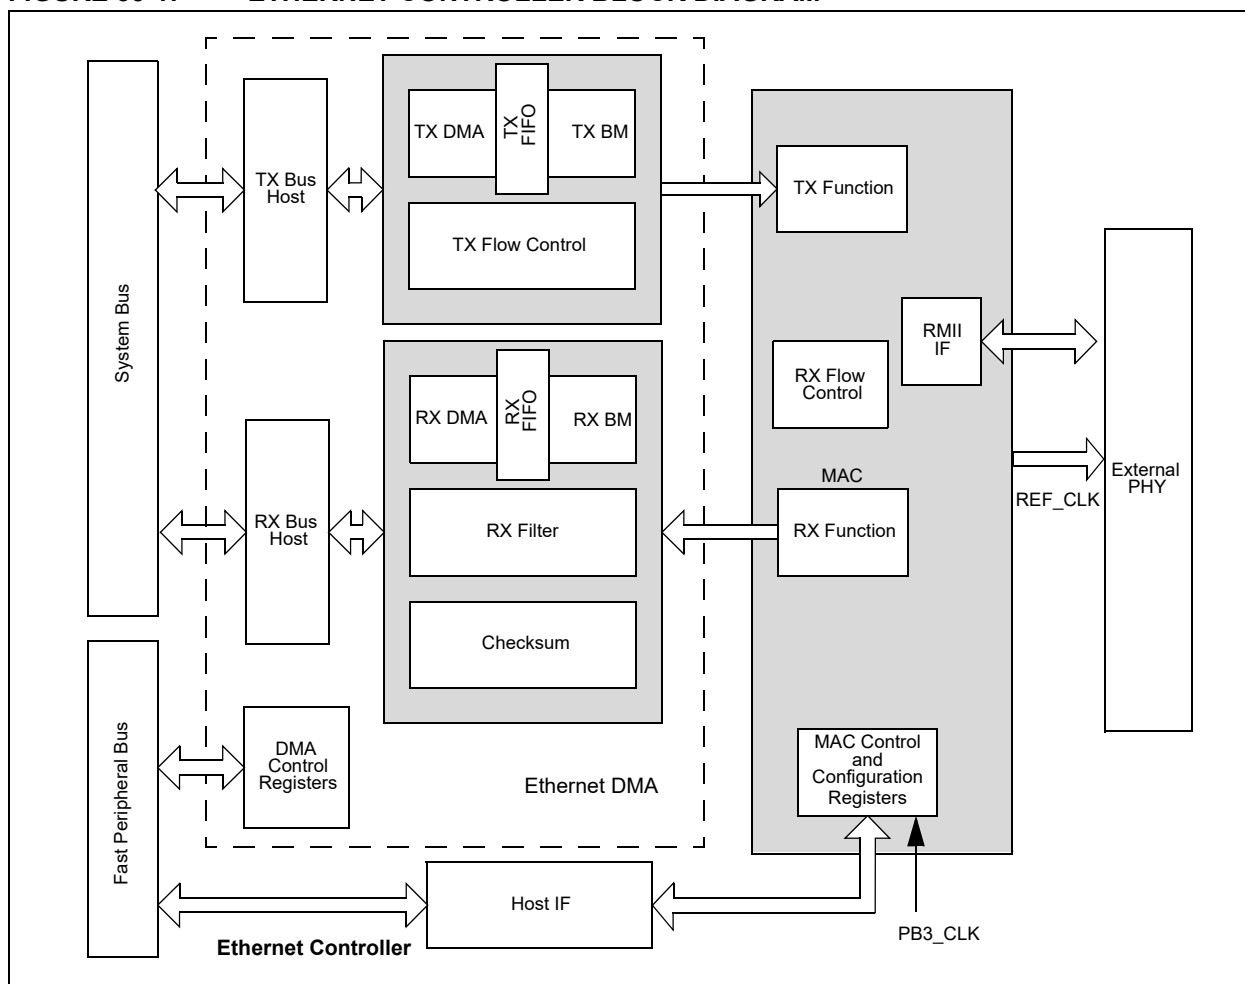 System Bus
Fast Peripheral Bus
TX Bus
Host
TX DMA
TX
FIFO
TX BM
TX Flow Control
TX Function
RMII
IF
RX Flow
Control
External
PHY
REF_CLK
RX Bus
Host
RX DMA
RX
FIFO
RX BM
RX Filter
Checksum
MAC
RX Function
DMA
Control
Registers
Ethernet DMA
MAC Control
and
Configuration
Registers
Host IF
PB3_CLK
Ethernet Controller